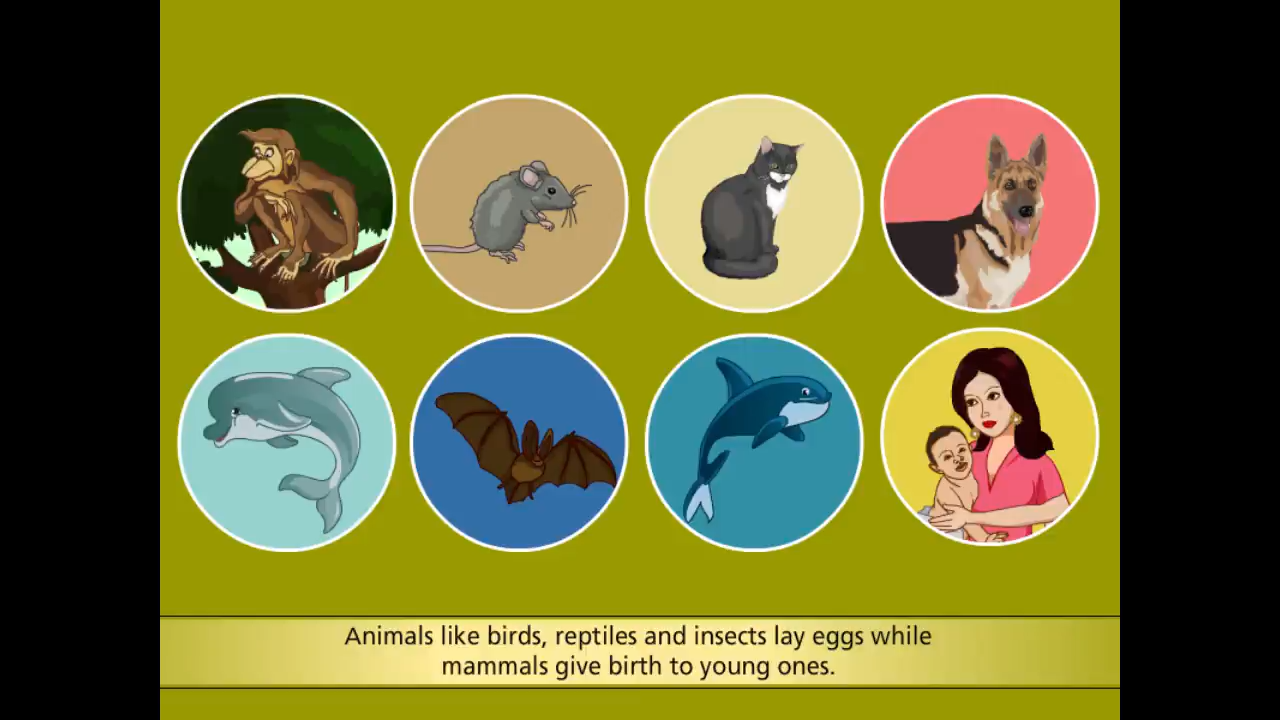 Animals like birds, reptiles and insects lay eggs while
mammals give birth to young ones.